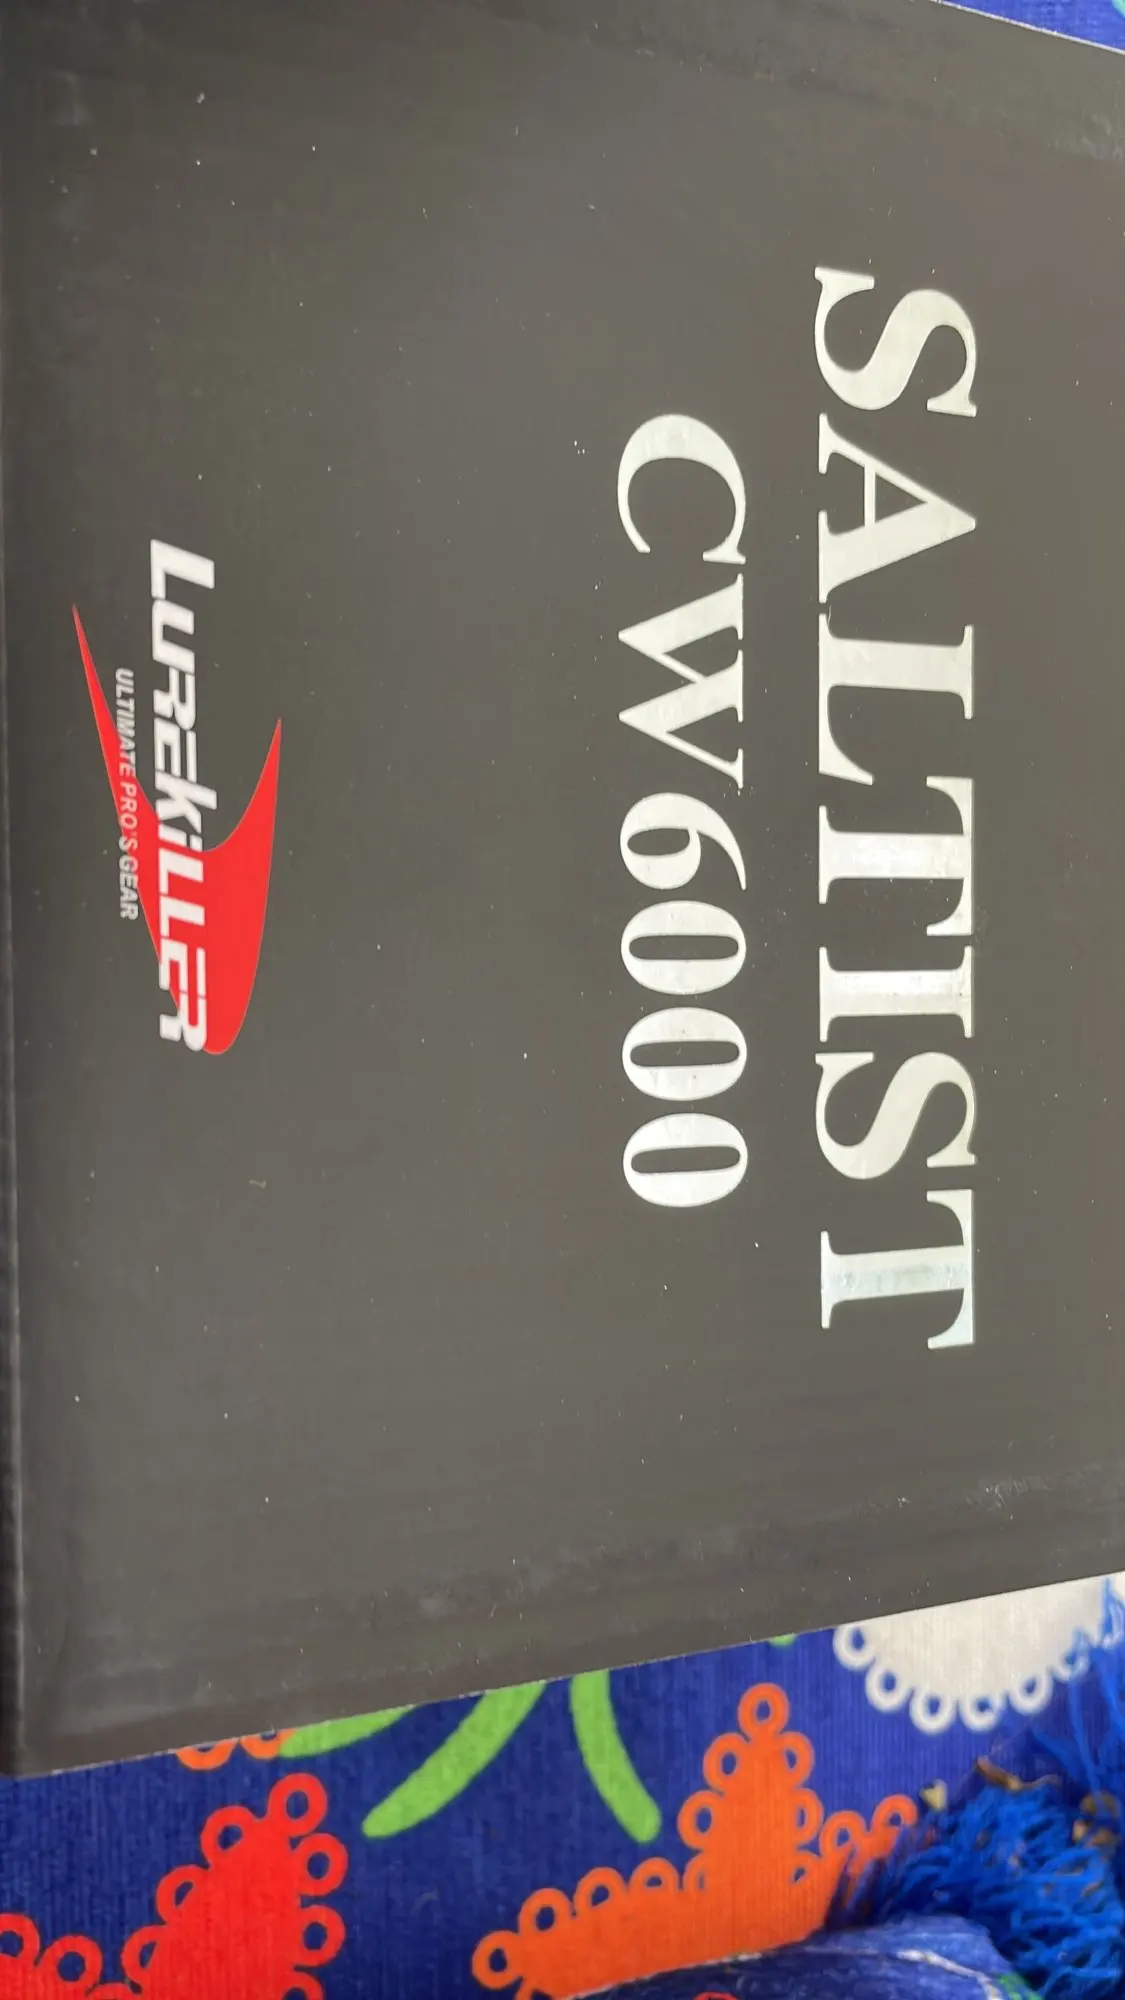 SALTIST
CW6000
LUREKILLER
ULTIMATE PRO'S GEAR